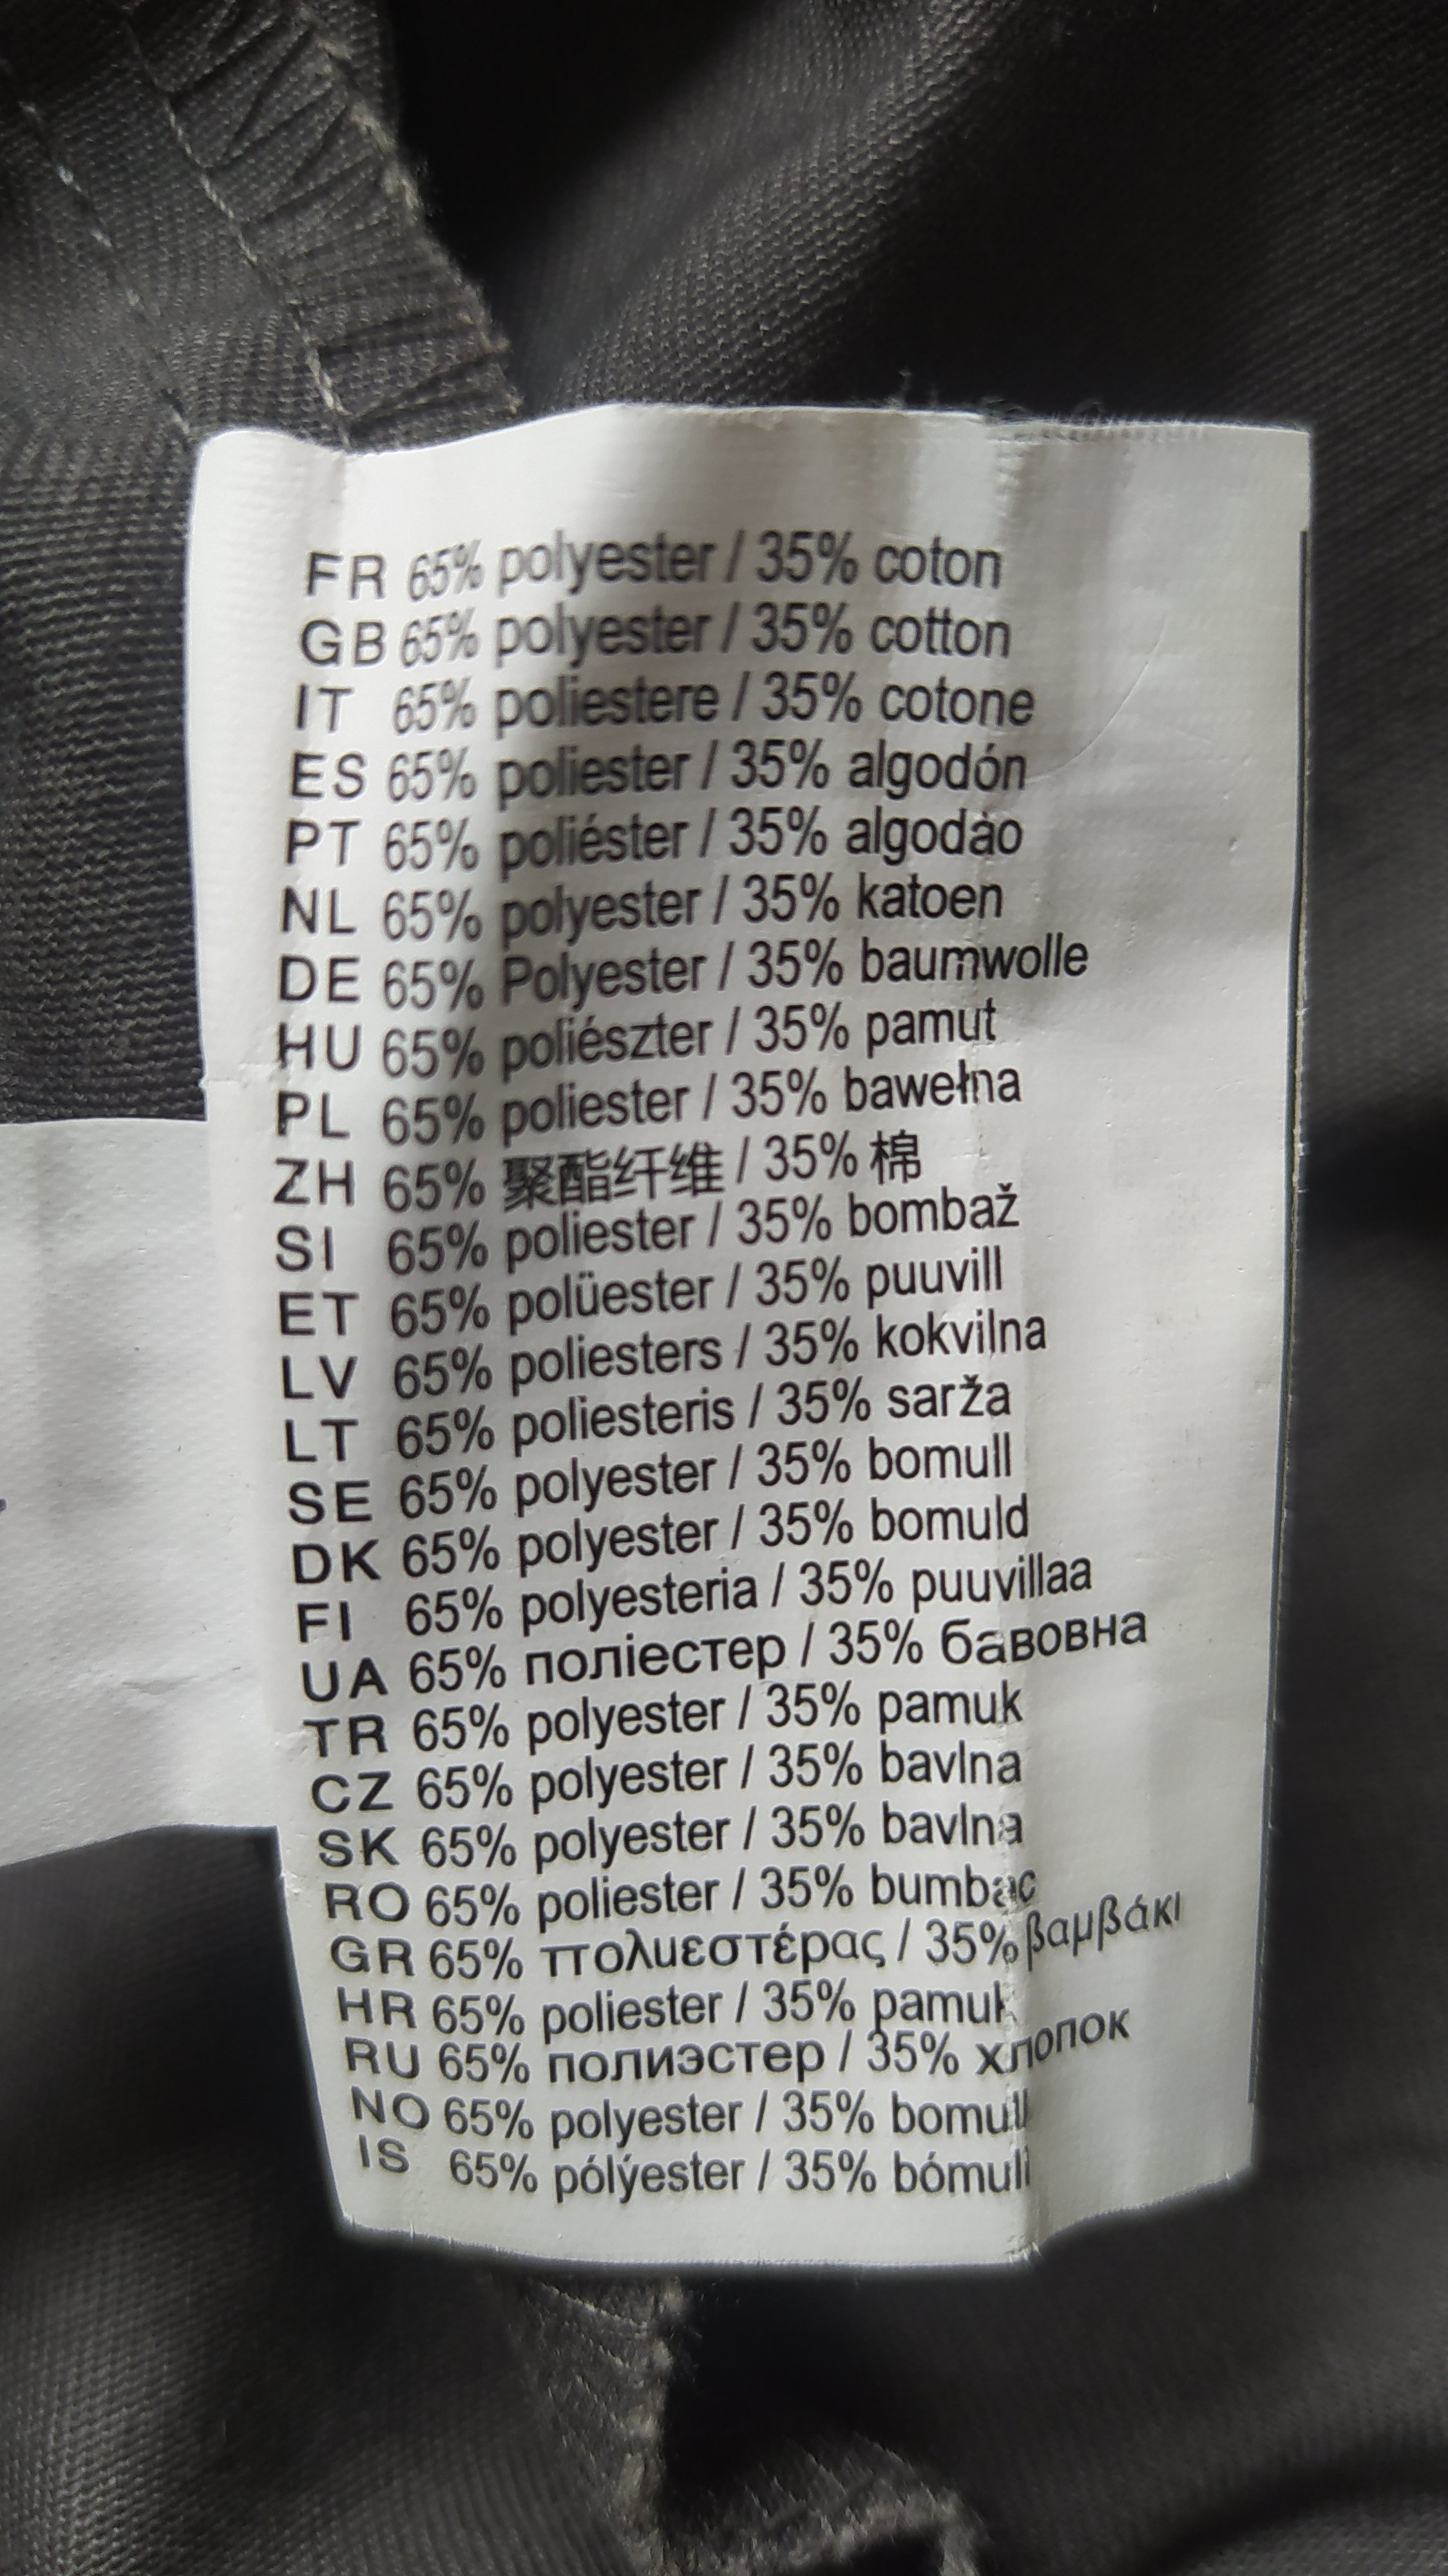 FR 65% polyester / 35% coton
GB 65% polyester / 35% cotton
IT 65% poliestere / 35% cotone
ES 65% poliester / 35% algodón
PT 65% poliéster / 35% algodáo
NL 65% polyester / 35% katoen
DE 65% Polyester / 35% baumwolle
HU 65% poliészter / 35% pamut
PL 65% poliester / 35% bawełna
ZH 65% 聚酯纤维 / 35% 棉
SI 65% poliester / 35% bombaž
ET 65% polüester / 35% puuvill
LV 65% poliesters / 35% kokvilna
LT 65% poliesteris / 35% sarža
SE 65% polyester / 35% bomull
DK 65% polyester / 35% bomuld
FI 65% polyesteria / 35% puuvillaa
UA 65% поліестер / 35% бавовна
TR 65% polyester / 35% pamuk
CZ 65% polyester / 35% bavlna
SK 65% polyester / 35% bavlna
RO 65% poliester / 35% bumbac
GR 65% πολυεστέρας / 35% βαμβάκι
HR 65% poliester / 35% pamuk
RU 65% полиэстер / 35% хлопок
NO 65% polyester / 35% bomull
IS 65% pólýester / 35% bómull